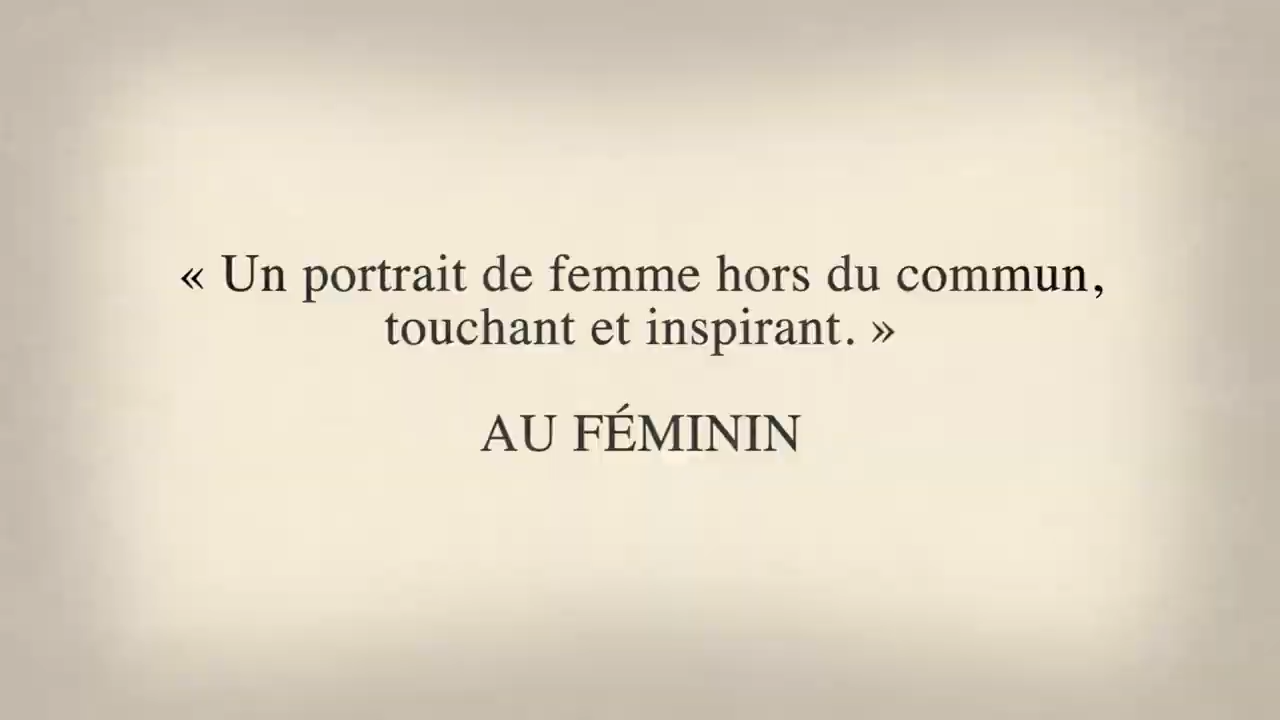 « Un portrait de femme hors du commun,
touchant et inspirant. »
AU FÉMININ